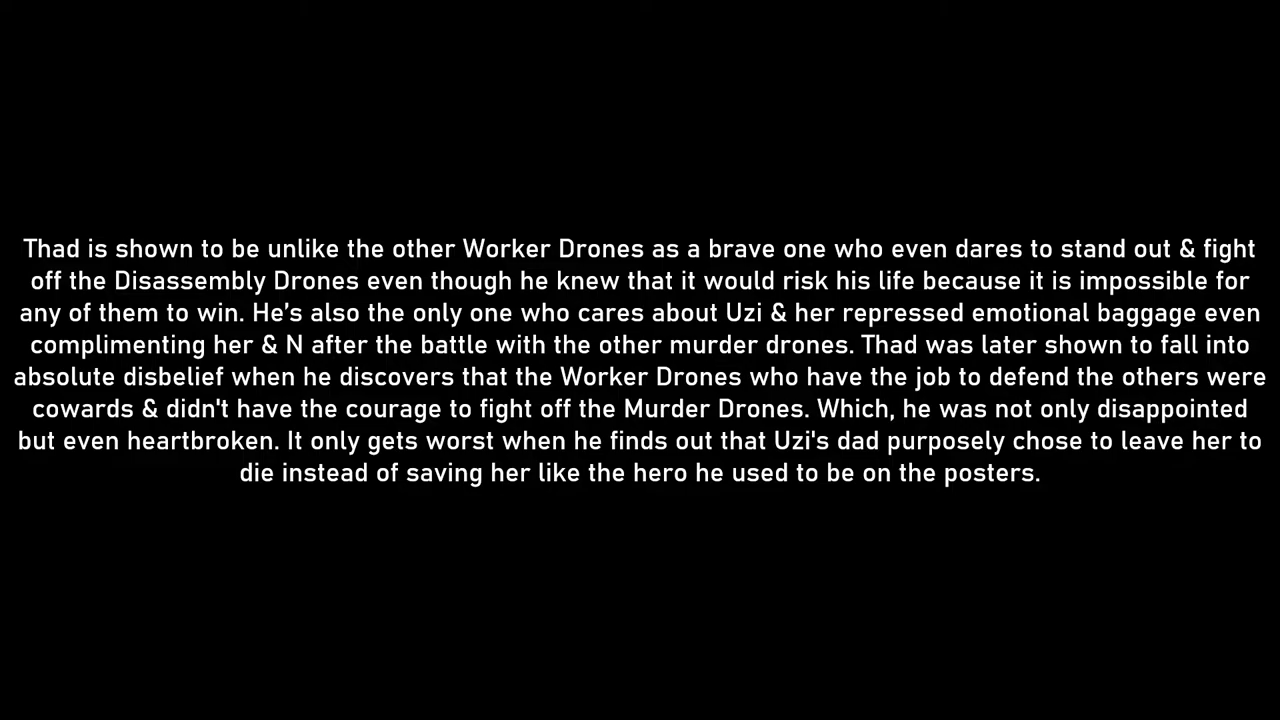 Thad is shown to be unlike the other Worker Drones as a brave one who even dares to stand out & fight
off the Disassembly Drones even though he knew that it would risk his life because it is impossible for
any of them to win. He’s also the only one who cares about Uzi & her repressed emotional baggage even
complimenting her & N after the battle with the other murder drones. Thad was later shown to fall into
absolute disbelief when he discovers that the Worker Drones who have the job to defend the others were
cowards & didn't have the courage to fight off the Murder Drones. Which, he was not only disappointed
but even heartbroken. It only gets worst when he finds out that Uzi's dad purposely chose to leave her to
die instead of saving her like the hero he used to be on the posters.